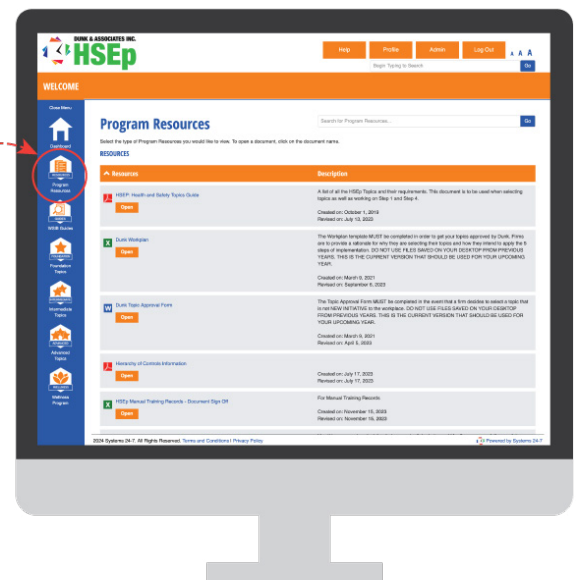 DUNK & ASSOCIATES INC.
HSEp
Help
Profile
Admin
Log Out
A A A
Begin Typing to Search
Go
WELCOME
Close Menu
Dashboard
Program
Resources
WSIB Guides
Foundation
Topics
Intermediate
Topics
Advanced
Topics
Wellness
Program
Program Resources
Search for Program Resources...
Go
Select the type of Program Resources you would like to view. To open a document, click on the document name.
RESOURCES
Resources
Description
HSEP: Health and Safety Topics Guide
Open
A list of all the HSEp Topics and their requirements. This document is to be used when selecting
topics as well as working on Step 1 and Step 4.
Created on: October 1, 2019
Revised on: July 13, 2023
Dunk Workplan
Open
The Workplan template MUST be completed in order to get your topics approved by Dunk. Firms
are to provide a rationale for why they are selecting their topics and how they intend to apply the 5
steps of implementation. DO NOT USE FILES SAVED ON YOUR DESKTOP FROM PREVIOUS
YEARS. THIS IS THE CURRENT VERSION THAT SHOULD BE USED FOR YOUR UPCOMING
YEAR.
Created on: March 9, 2021
Revised on: September 5, 2023
Dunk Topic Approval Form
Open
The Topic Approval Form MUST be completed in the event that a firm decides to select a topic that
is not NEW INITIATIVE to the workplace. DO NOT USE FILES SAVED ON YOUR DESKTOP
FROM PREVIOUS YEARS. THIS IS THE CURRENT VERSION THAT SHOULD BE USED FOR
YOUR UPCOMING YEAR.
Created on: March 9, 2021
Revised on: April 5, 2023
Hierarchy of Controls Information
Open
Created on: July 17, 2023
Revised on: July 17, 2023
HSEp Manual Training Records - Document Sign Off
Open
For Manual Training Records
Created on: November 15, 2023
Revised on: November 16, 2023
2024 Systems 24-7. All Rights Reserved. Terms and Conditions | Privacy Policy
Powered by Systems 24-7